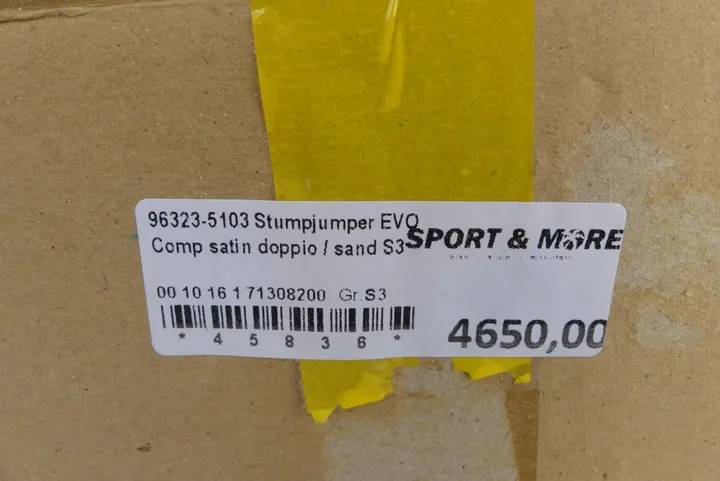 96323-5103 Stumpjumper EVO
Comp satin doppio / sand S3
SPORT & MORE
00 10 16 1 71308200 Gr.S3
* 4 5 8 3 6 *
4650,00